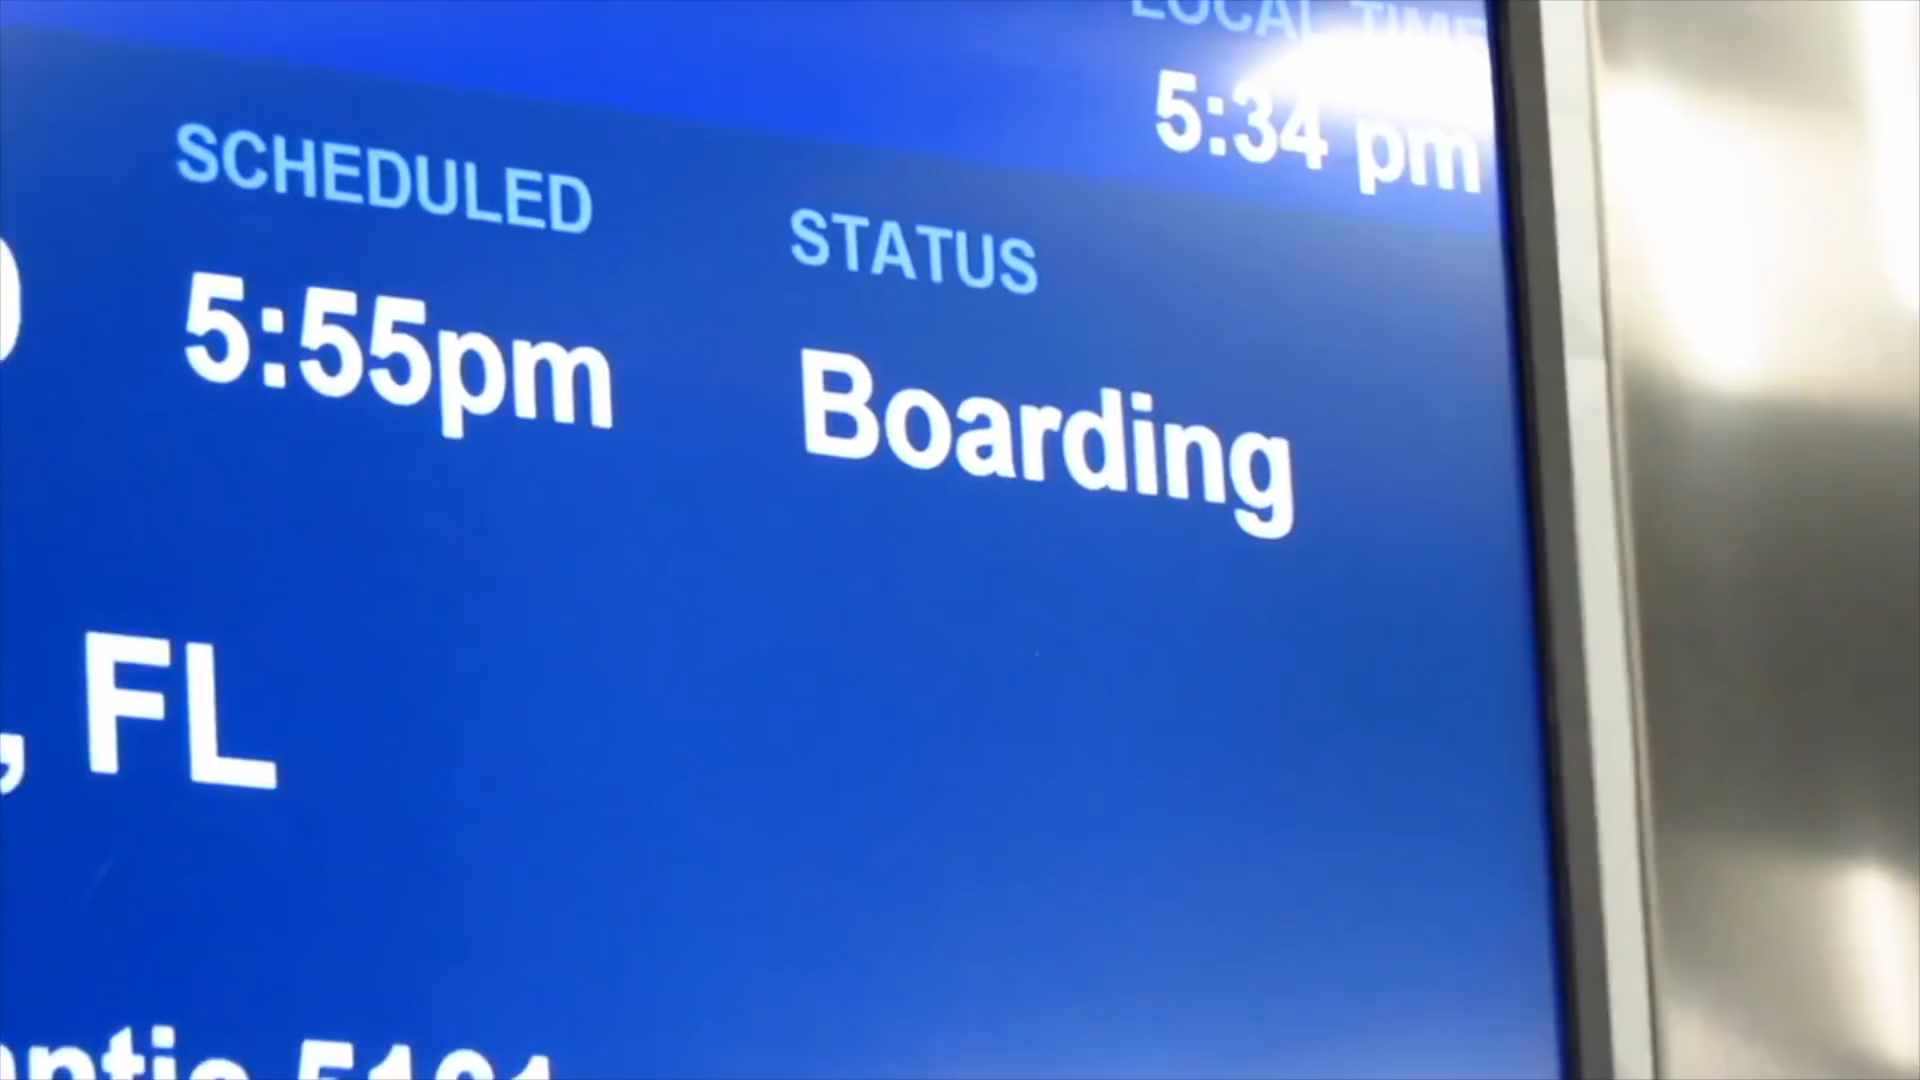 LOCAL TIME
5:34 pm
SCHEDULED
STATUS
5:55pm
Boarding
, FL